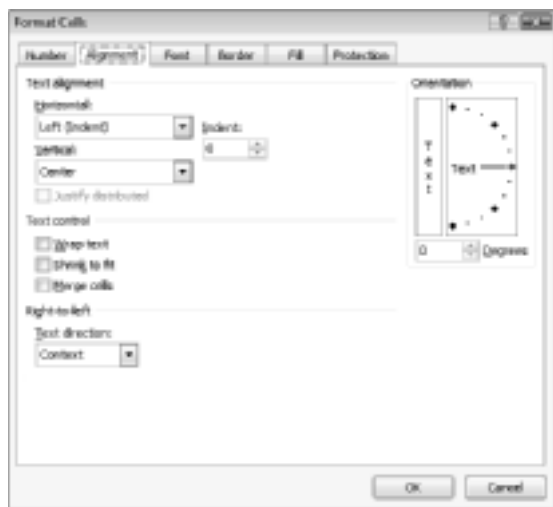 Format Cells
Number Alignment Font Border Fill Protection
Text alignment
Horizontal:
Left (Indent)
Indent:
Vertical:
Center
Justify distributed
Text control
Wrap text
Shrink to fit
Merge cells
Right-to-left
Text direction:
Context
Orientation
Text
Text
0 Degrees
OK Cancel